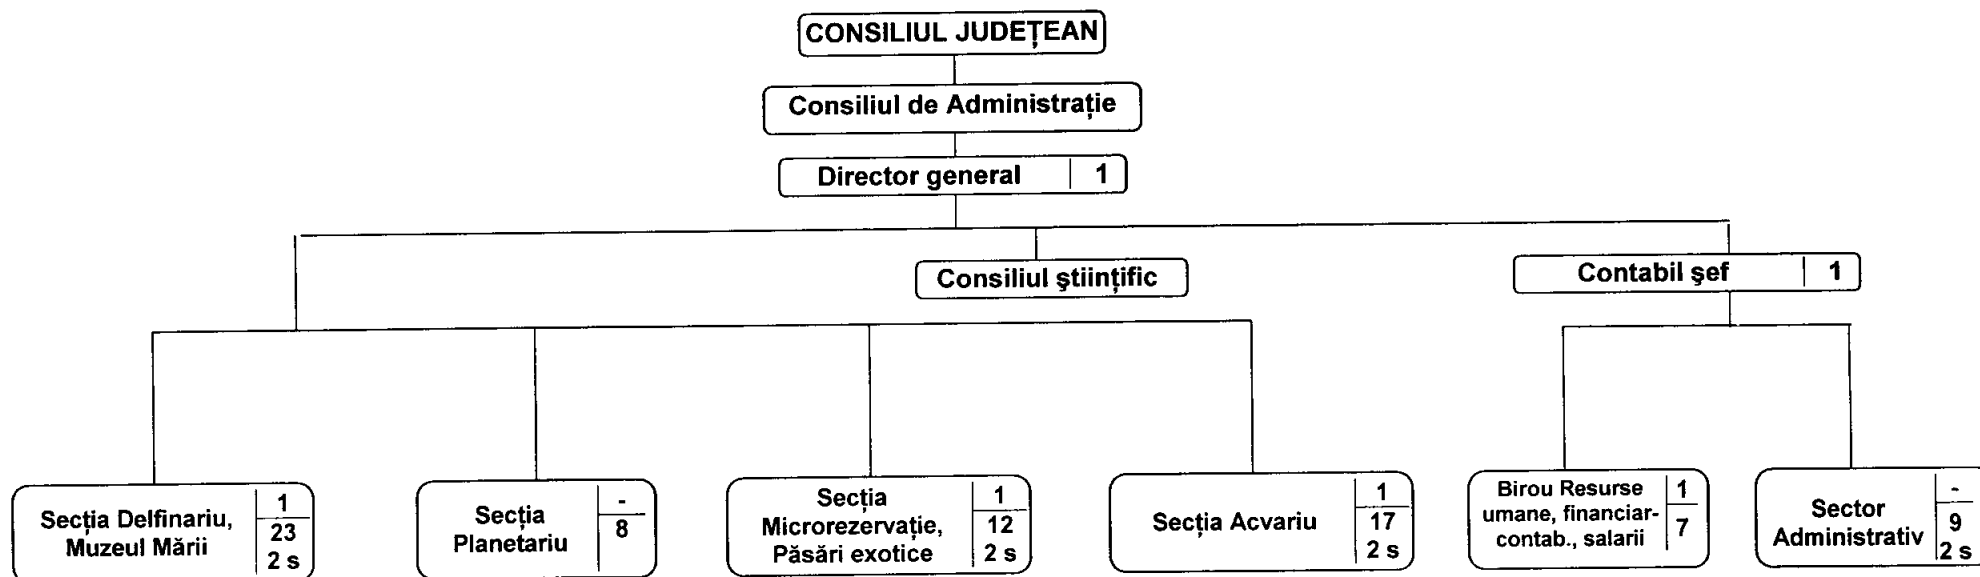 CONSILIUL JUDEȚEAN
Consiliul de Administrație
Director general 1
Consiliul științific
Contabil şef 1
Secția Delfinariu,
Muzeul Mării
1
23
2 s
Secția
Planetariu
-
8
Secția
Microrezervație,
Păsări exotice
1
12
2 s
Secția Acvariu
1
17
2 s
Birou Resurse
umane, financiar-
contab., salarii
1
7
Sector
Administrativ
-
9
2 s